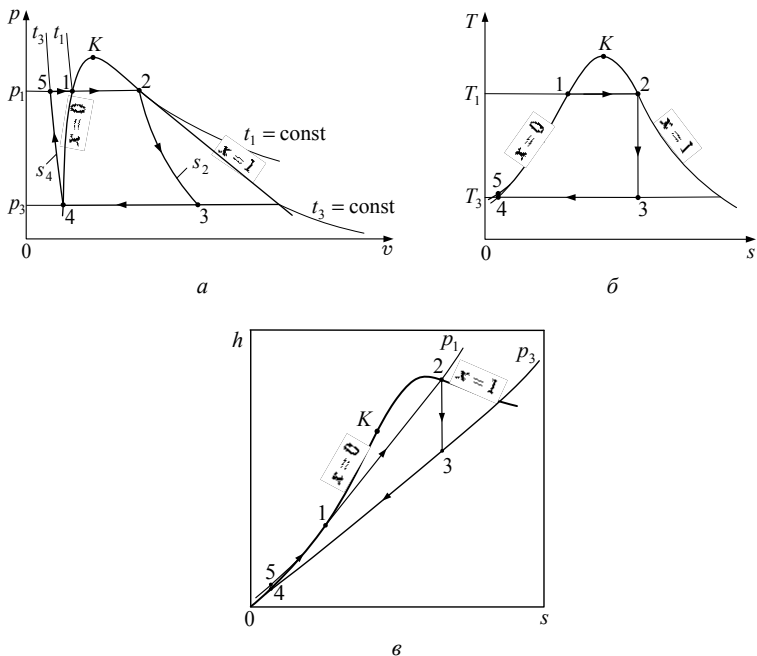 p
t₃ t₁ K
p₁ 5 1 2
x = 0
x = 1
t₁ = const
s₄ s₂
p₃ 4 3
t₃ = const
0 v
а
T
K
T₁ 1 2
x = 0
x = 1
5
T₃ 4 3
0 s
б
h
p₁ p₃
2 x = 1
K
x = 0
3
1
5
4
0 s
в